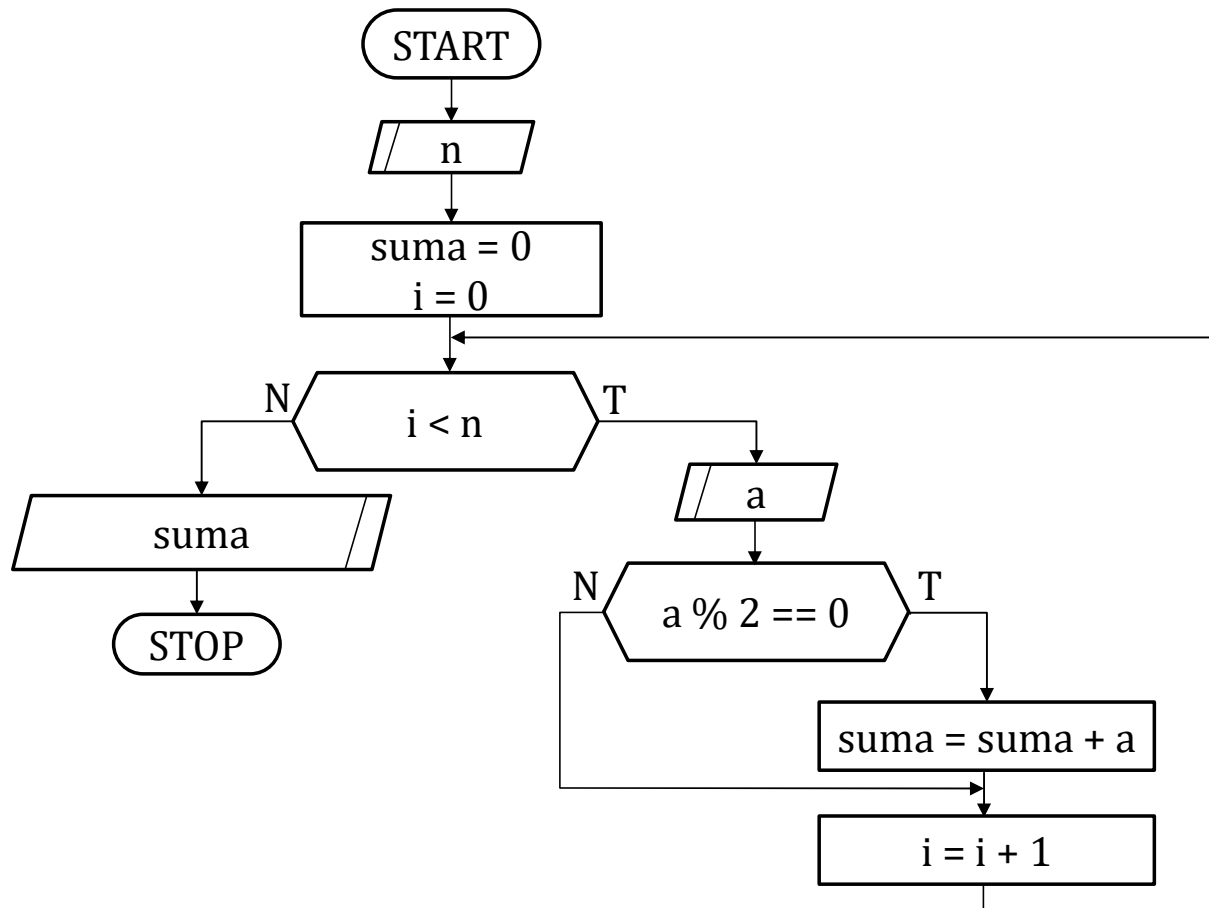 START
n
suma = 0
i = 0
N
T
i < n
a
suma
N
T
a % 2 == 0
STOP
suma = suma + a
i = i + 1